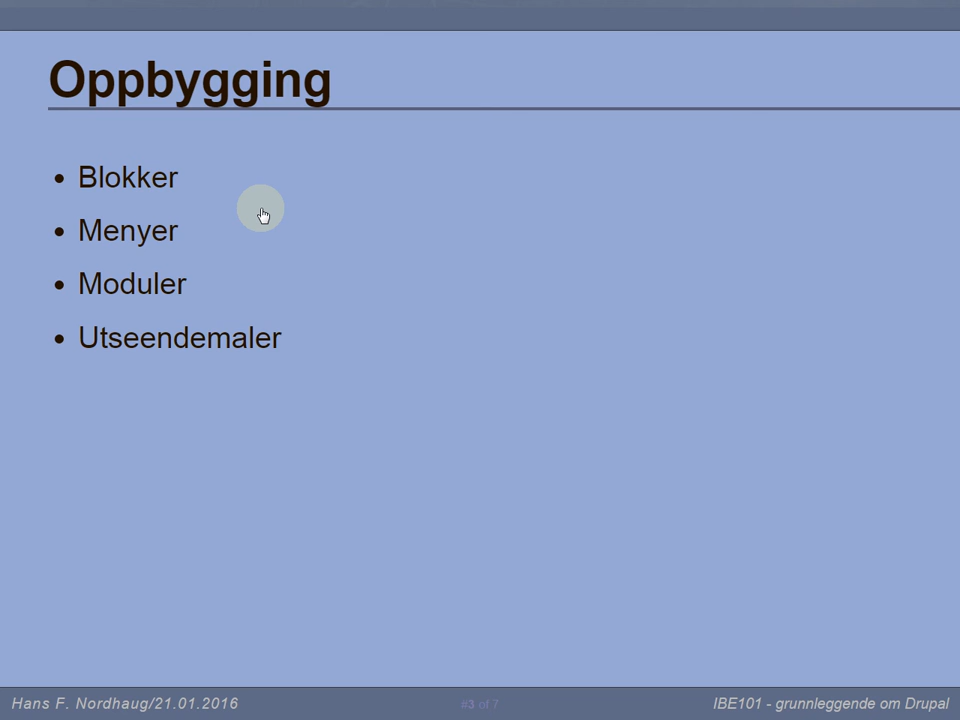 Oppbygging
• Blokker
• Menyer
• Moduler
• Utseendemaler
Hans F. Nordhaug/21.01.2016
#3 of 7
IBE101 - grunnleggende om Drupal